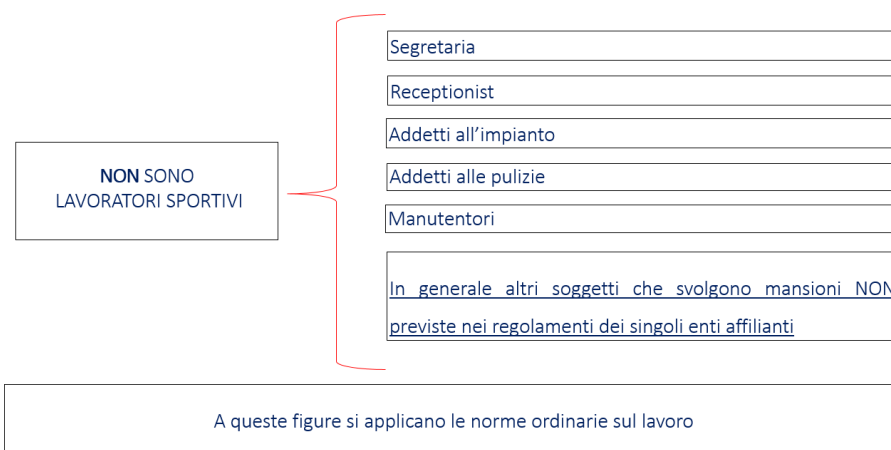 NON SONO
LAVORATORI SPORTIVI
Segretaria
Receptionist
Addetti all’impianto
Addetti alle pulizie
Manutentori
In generale altri soggetti che svolgono mansioni NON
previste nei regolamenti dei singoli enti affilianti
A queste figure si applicano le norme ordinarie sul lavoro